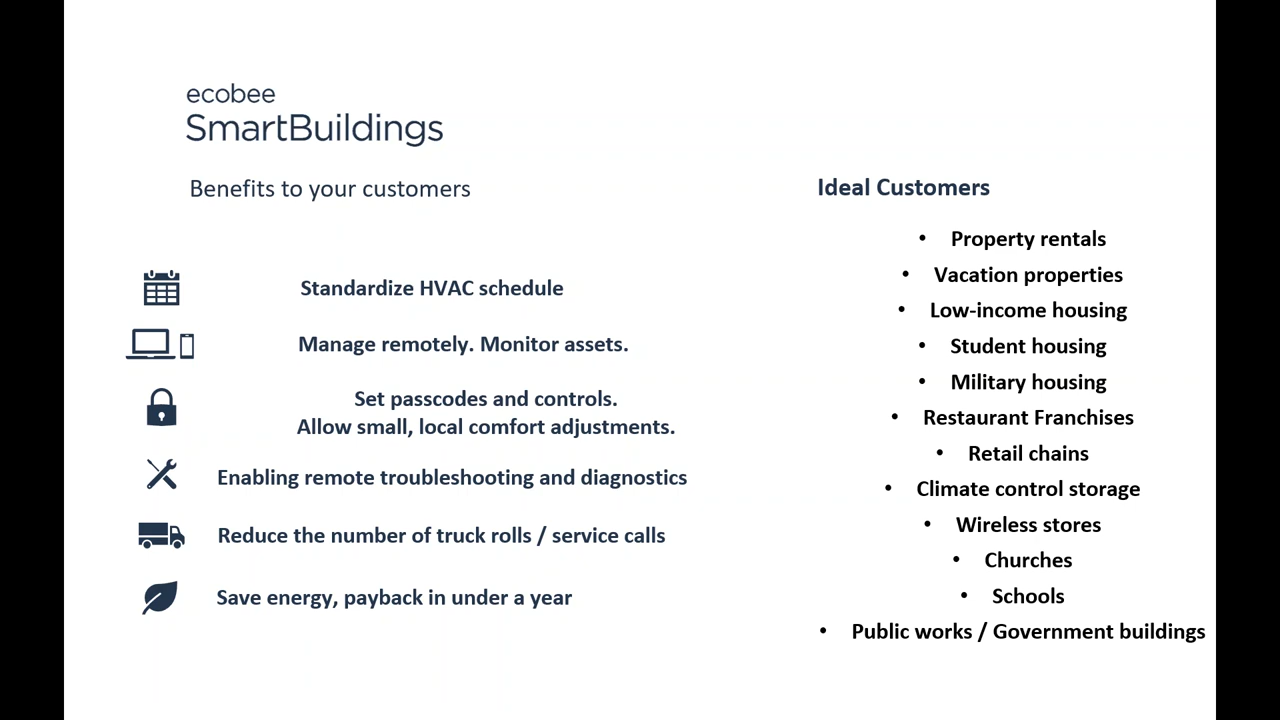 ecobee
SmartBuildings
Benefits to your customers
Standardize HVAC schedule
Manage remotely. Monitor assets.
Set passcodes and controls.
Allow small, local comfort adjustments.
Enabling remote troubleshooting and diagnostics
Reduce the number of truck rolls / service calls
Save energy, payback in under a year
Ideal Customers
• Property rentals
• Vacation properties
• Low-income housing
• Student housing
• Military housing
• Restaurant Franchises
• Retail chains
• Climate control storage
• Wireless stores
• Churches
• Schools
• Public works / Government buildings